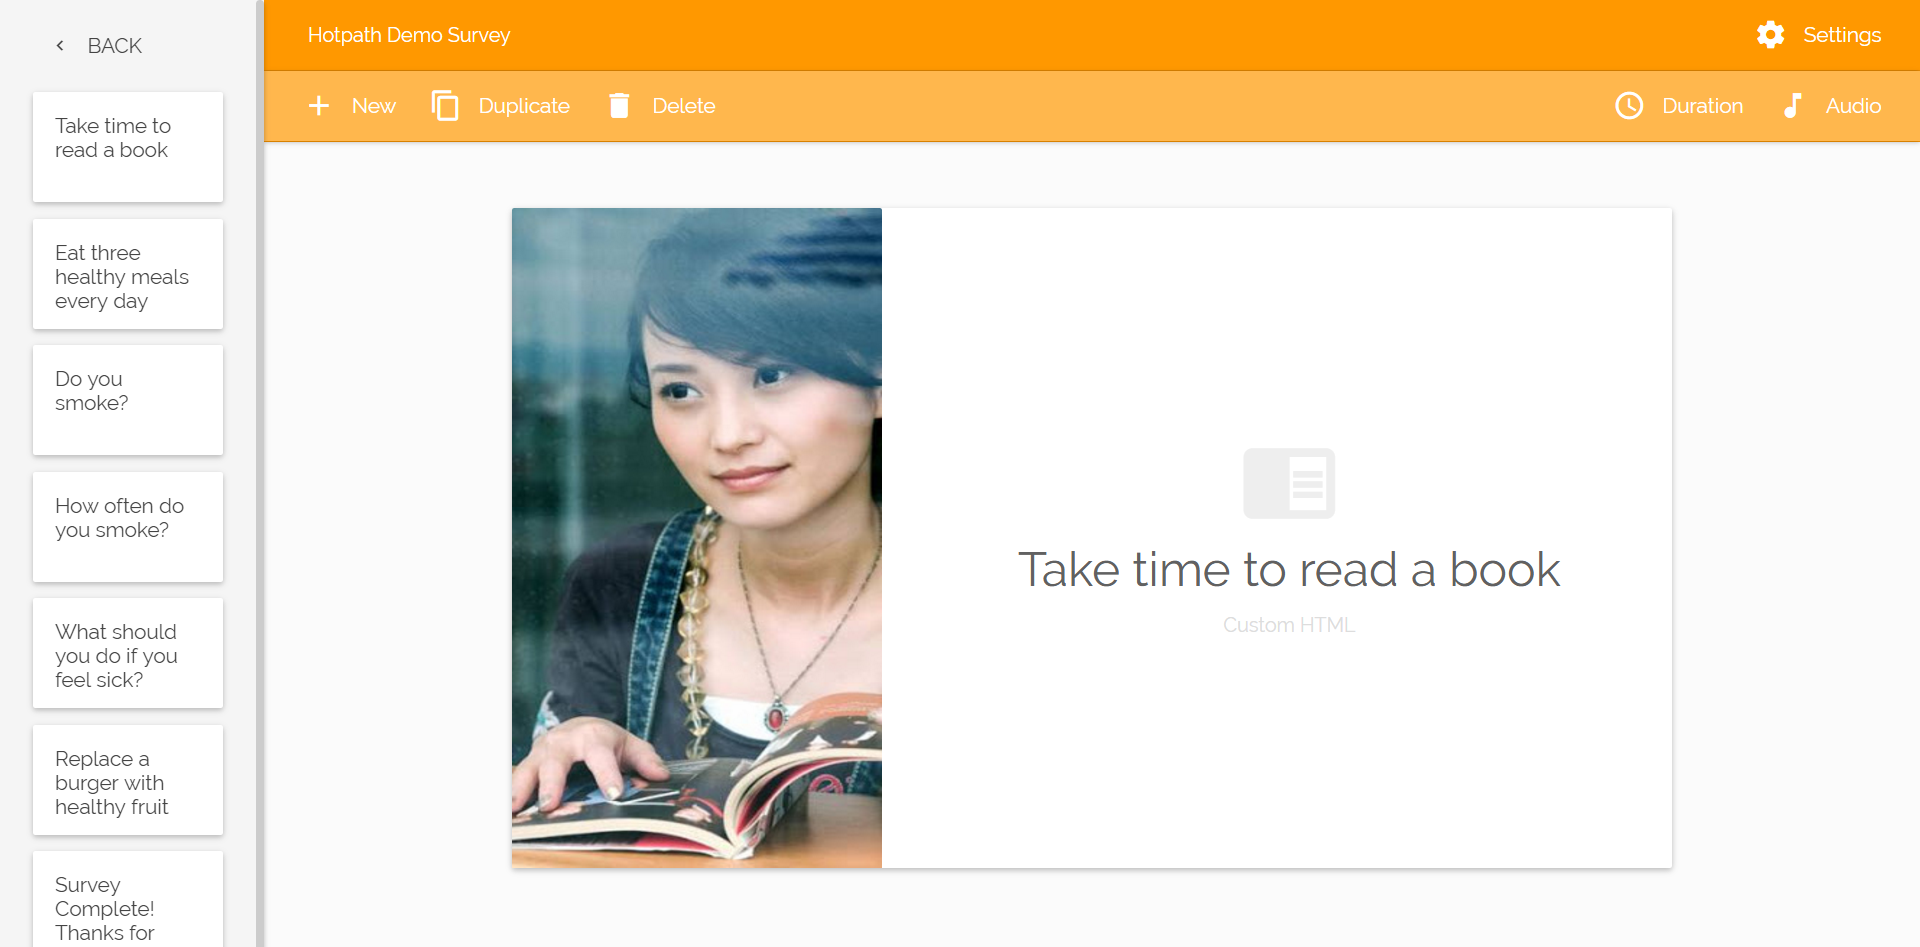 BACK
Take time to
read a book
Eat three
healthy meals
every day
Do you
smoke?
How often do
you smoke?
What should
you do if you
feel sick?
Replace a
burger with
healthy fruit
Survey
Complete!
Thanks for
Hotpath Demo Survey
Settings
New
Duplicate
Delete
Duration
Audio
Take time to read a book
Custom HTML